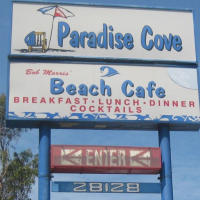 Paradise Cove
Bob Morris'
Beach Cafe
BREAKFAST • LUNCH • DINNER
COCKTAILS
ENTER
28128